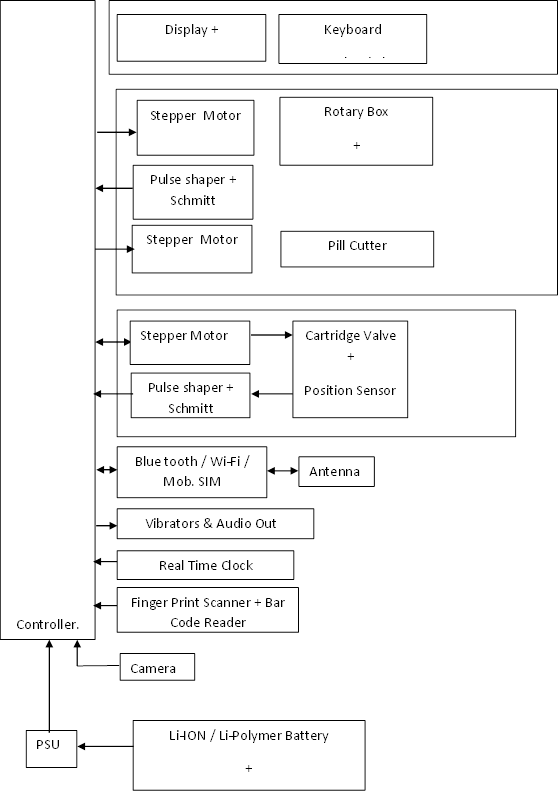 Display +
Keyboard
Stepper Motor
Rotary Box
+
Pulse shaper +
Schmitt
Stepper Motor
Pill Cutter
Stepper Motor
Cartridge Valve
+
Position Sensor
Pulse shaper +
Schmitt
Blue tooth / Wi-Fi /
Mob. SIM
Antenna
Vibrators & Audio Out
Real Time Clock
Finger Print Scanner + Bar
Code Reader
Controller.
Camera
PSU
Li-ION / Li-Polymer Battery
+